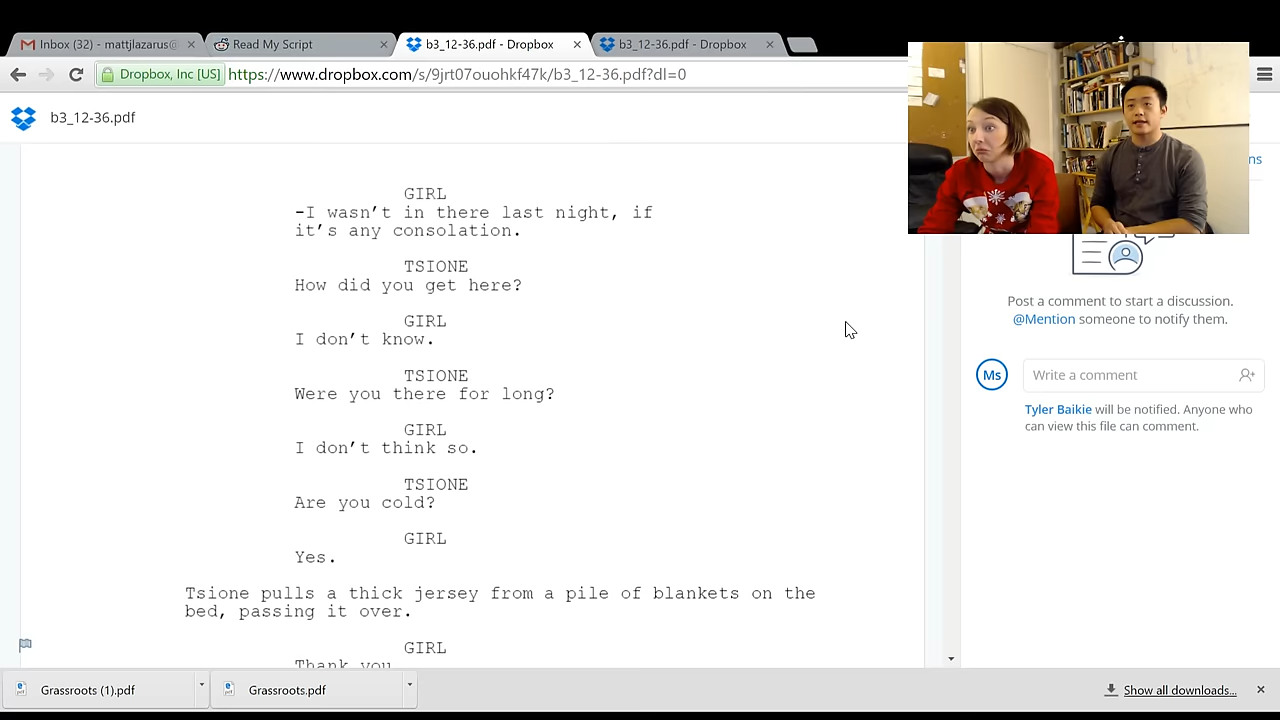 Inbox (32) - mattjlazarus@
Read My Script
b3_12-36.pdf - Dropbox
b3_12-36.pdf - Dropbox
Dropbox, Inc [US]
https://www.dropbox.com/s/9jrt07ouohkf47k/b3_12-36.pdf?dl=0
b3_12-36.pdf
ns
GIRL
-I wasn't in there last night, if
it's any consolation.
TSIONE
How did you get here?
GIRL
I don't know.
TSIONE
Were you there for long?
GIRL
I don't think so.
TSIONE
Are you cold?
GIRL
Yes.
Tsione pulls a thick jersey from a pile of blankets on the
bed, passing it over.
GIRL
Thank you
Post a comment to start a discussion.
@Mention someone to notify them.
Ms
Write a comment
Tyler Baikie will be notified. Anyone who
can view this file can comment.
Grassroots (1).pdf
Grassroots.pdf
Show all downloads...